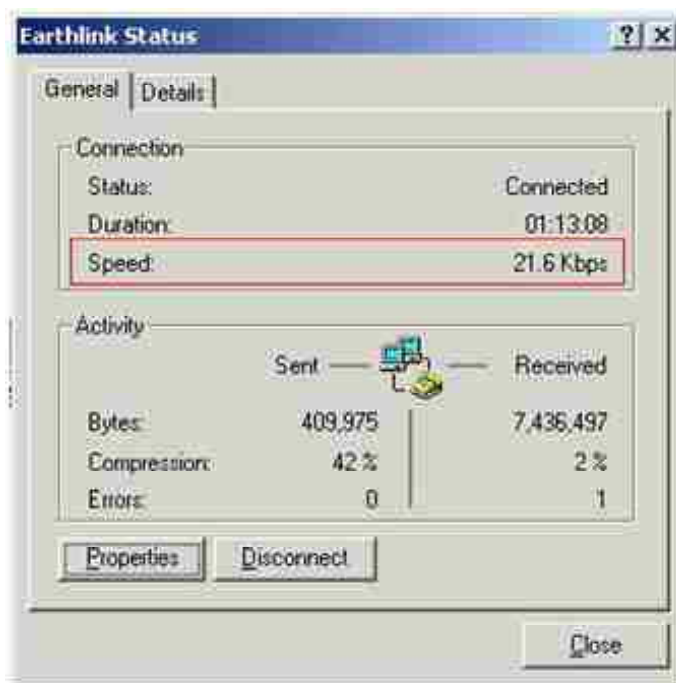 Earthlink Status
General Details
Connection
Status: Connected
Duration: 01:13:08
Speed: 21.6 Kbps
Activity
Sent Received
Bytes: 409,975 7,436,497
Compression: 42 % 2 %
Errors: 0 1
Properties Disconnect
Close